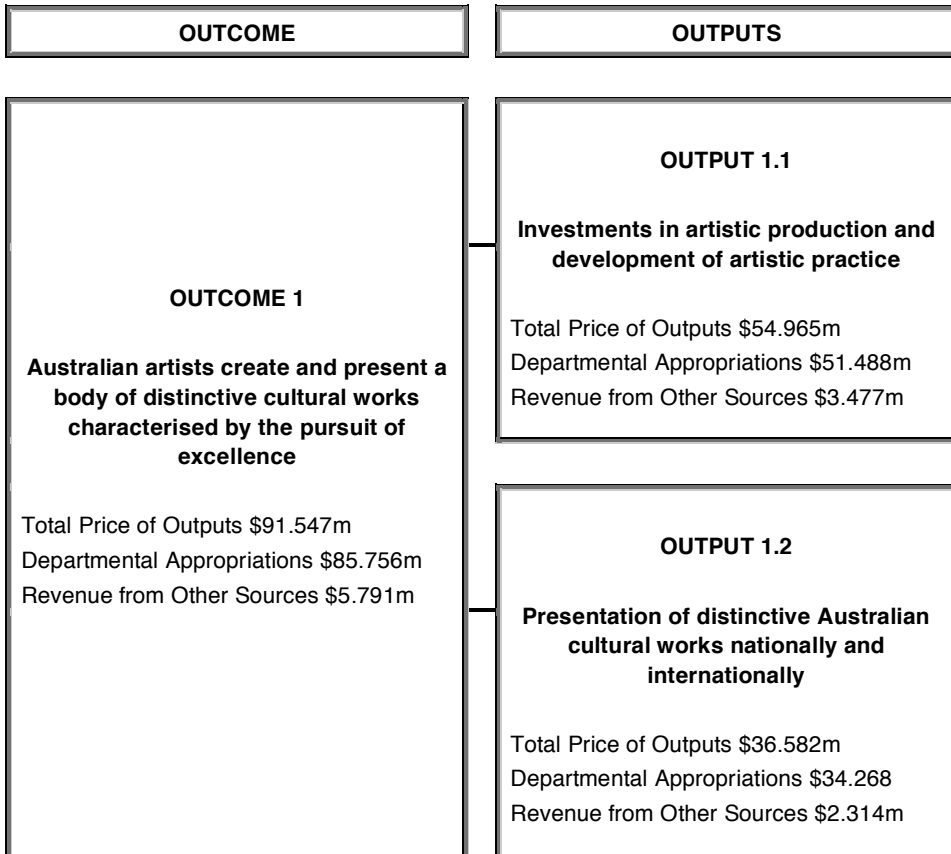 OUTCOME
OUTPUTS
OUTCOME 1
Australian artists create and present a
body of distinctive cultural works
characterised by the pursuit of
excellence
Total Price of Outputs $91.547m
Departmental Appropriations $85.756m
Revenue from Other Sources $5.791m
OUTPUT 1.1
Investments in artistic production and
development of artistic practice
Total Price of Outputs $54.965m
Departmental Appropriations $51.488m
Revenue from Other Sources $3.477m
OUTPUT 1.2
Presentation of distinctive Australian
cultural works nationally and
internationally
Total Price of Outputs $36.582m
Departmental Appropriations $34.268
Revenue from Other Sources $2.314m